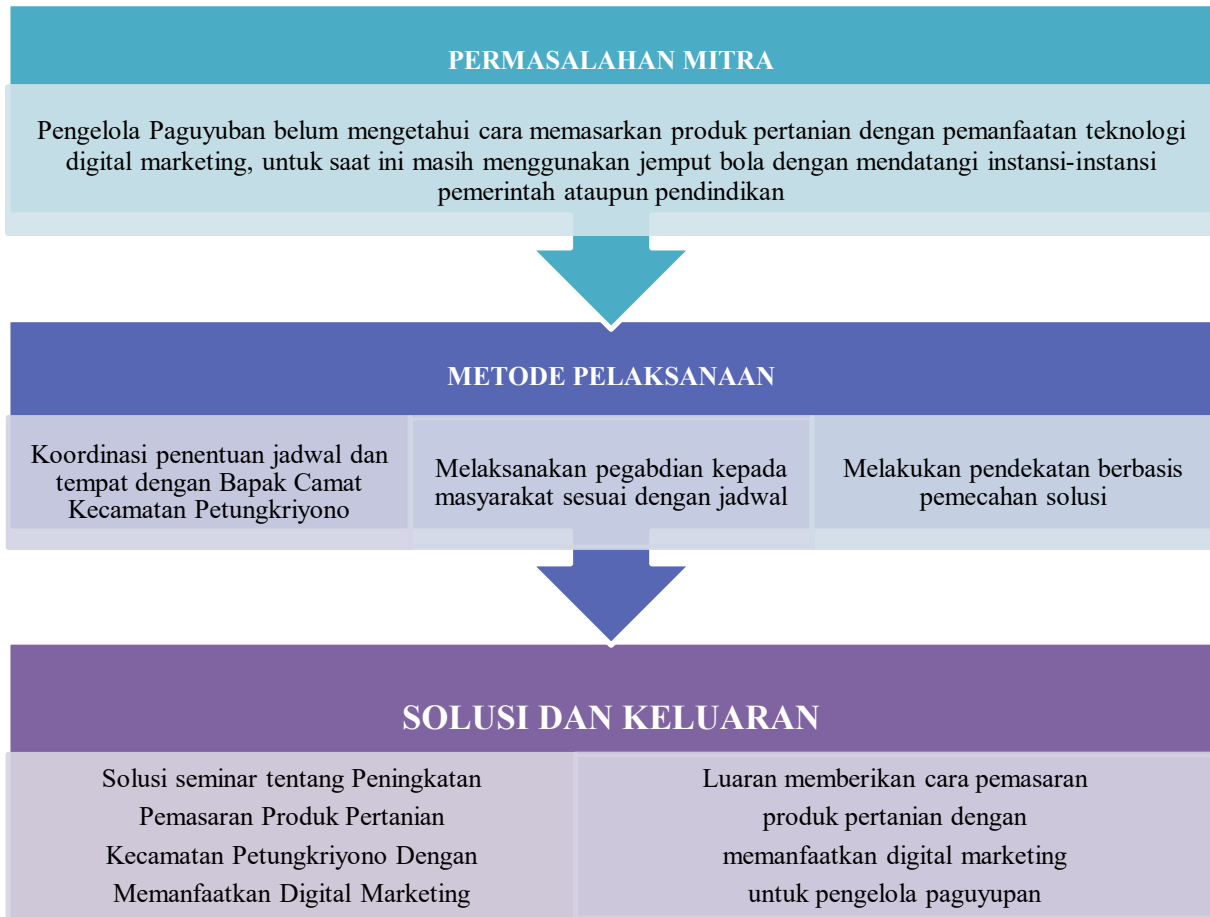 PERMASALAHAN MITRA
Pengelola Paguyuban belum mengetahui cara memasarkan produk pertanian dengan pemanfaatan teknologi
digital marketing, untuk saat ini masih menggunakan jemput bola dengan mendatangi instansi-instansi
pemerintah ataupun pendindikan
METODE PELAKSANAAN
Koordinasi penentuan jadwal dan
tempat dengan Bapak Camat
Kecamatan Petungkriyono
Melaksanakan pegabdian kepada
masyarakat sesuai dengan jadwal
Melakukan pendekatan berbasis
pemecahan solusi
SOLUSI DAN KELUARAN
Solusi seminar tentang Peningkatan
Pemasaran Produk Pertanian
Kecamatan Petungkriyono Dengan
Memanfaatkan Digital Marketing
Luaran memberikan cara pemasaran
produk pertanian dengan
memanfaatkan digital marketing
untuk pengelola paguyupan